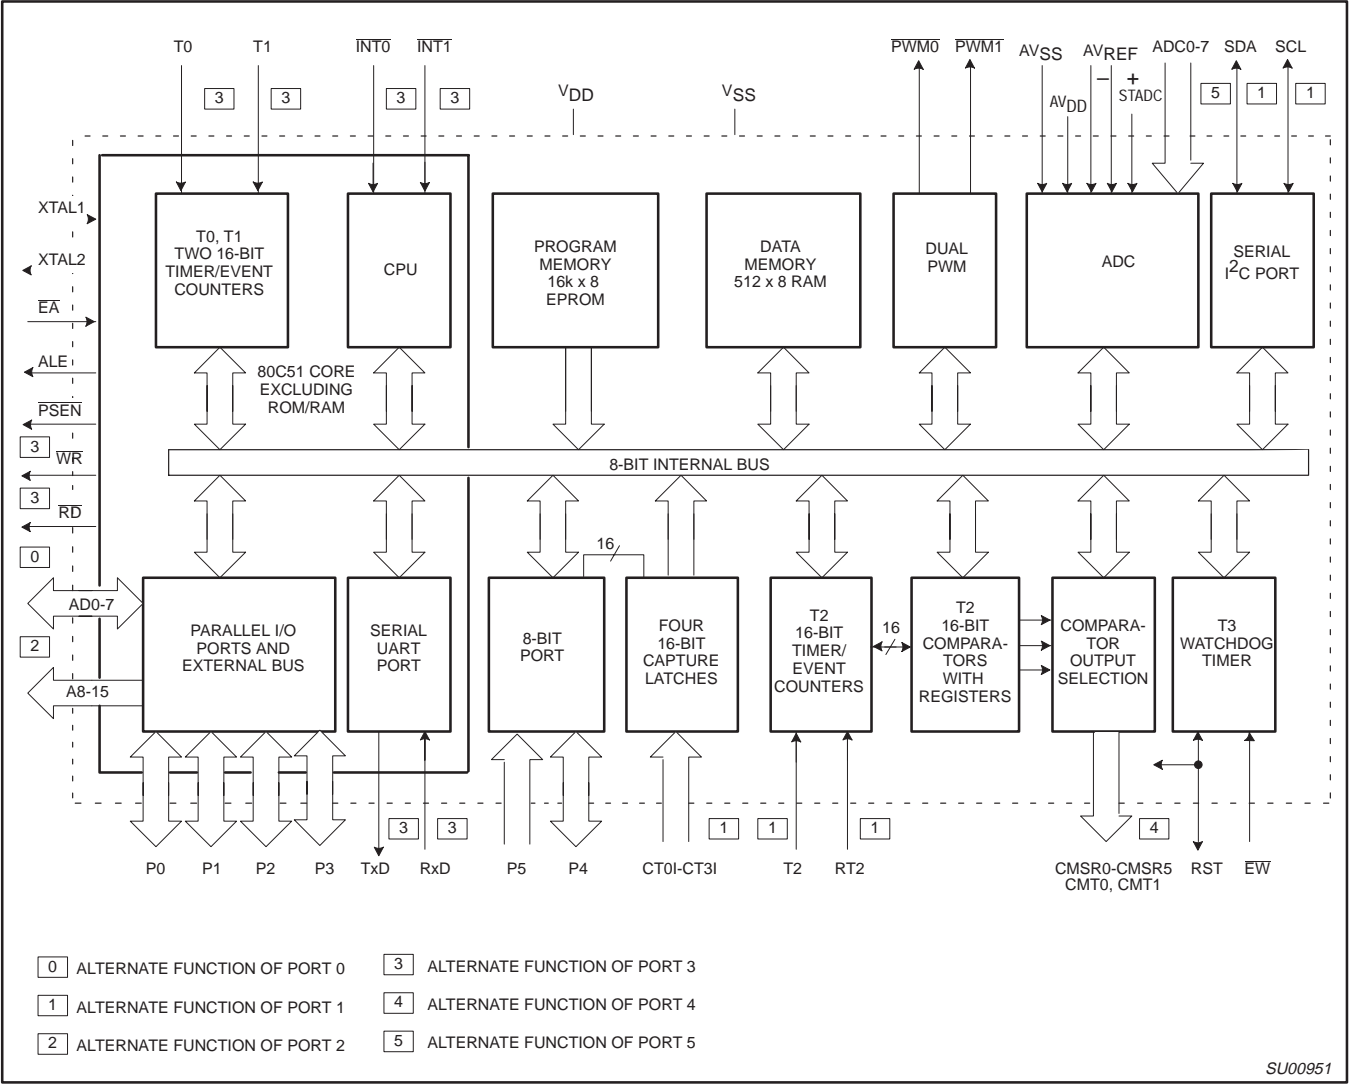 T0 T1 INT0 INT1 PWM0 PWM1 AVSS AVREF ADC0-7 SDA SCL
− +
STADC
3 3 3 3 VDD VSS AVDD 5 1 1
XTAL1
XTAL2
EA
ALE
PSEN
3 WR
3 RD
0
AD0-7
2
A8-15
T0, T1
TWO 16-BIT
TIMER/EVENT
COUNTERS
CPU
PROGRAM
MEMORY
16k x 8
EPROM
DATA
MEMORY
512 x 8 RAM
DUAL
PWM
ADC
SERIAL
I2C PORT
80C51 CORE
EXCLUDING
ROM/RAM
8-BIT INTERNAL BUS
PARALLEL I/O
PORTS AND
EXTERNAL BUS
SERIAL
UART
PORT
8-BIT
PORT
16
FOUR
16-BIT
CAPTURE
LATCHES
T2
16-BIT
TIMER/
EVENT
COUNTERS
16
T2
16-BIT
COMPARA-
TORS
WITH
REGISTERS
COMPARA-
TOR
OUTPUT
SELECTION
T3
WATCHDOG
TIMER
3 3 1 1 1 4
P0 P1 P2 P3 TxD RxD P5 P4 CT0I-CT3I T2 RT2 CMSR0-CMSR5 RST EW
CMT0, CMT1
0 ALTERNATE FUNCTION OF PORT 0
1 ALTERNATE FUNCTION OF PORT 1
2 ALTERNATE FUNCTION OF PORT 2
3 ALTERNATE FUNCTION OF PORT 3
4 ALTERNATE FUNCTION OF PORT 4
5 ALTERNATE FUNCTION OF PORT 5
SU00951